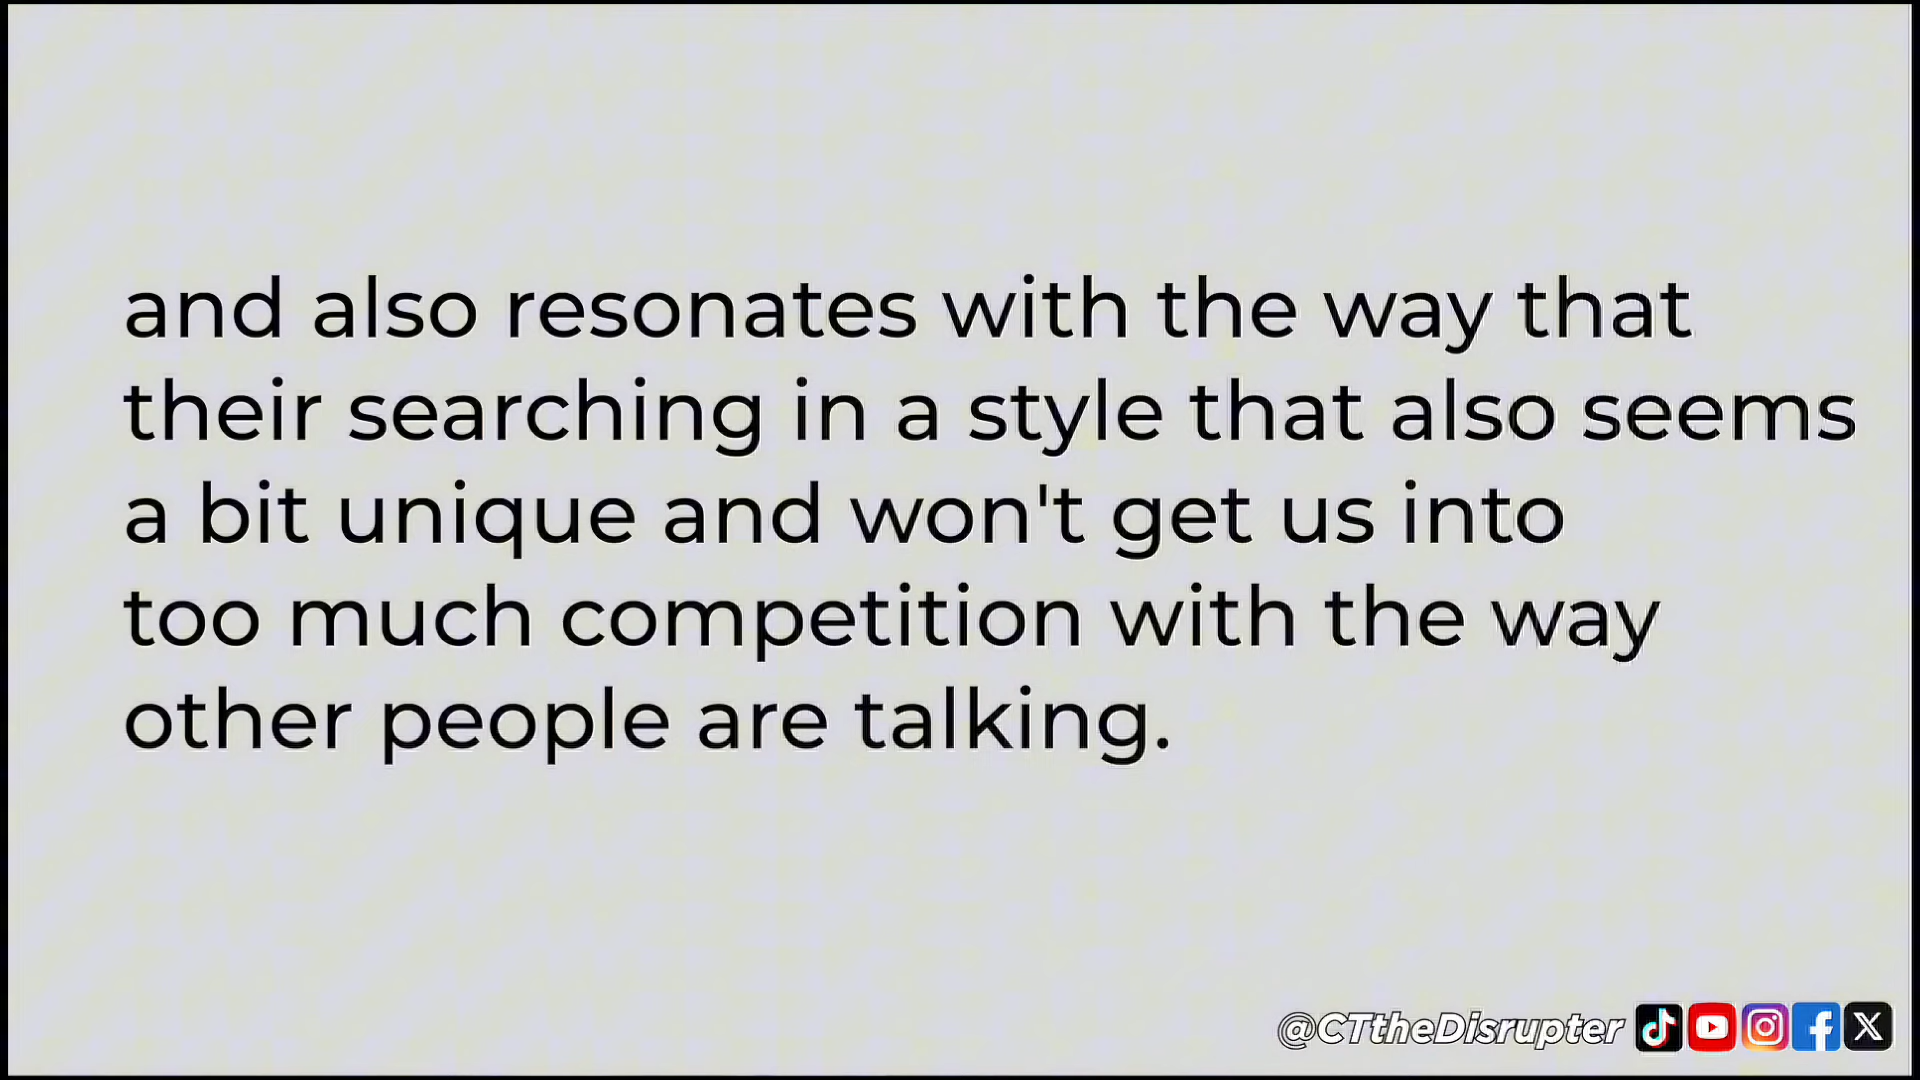 and also resonates with the way that
their searching in a style that also seems
a bit unique and won't get us into
too much competition with the way
other people are talking.
@CTtheDisrupter